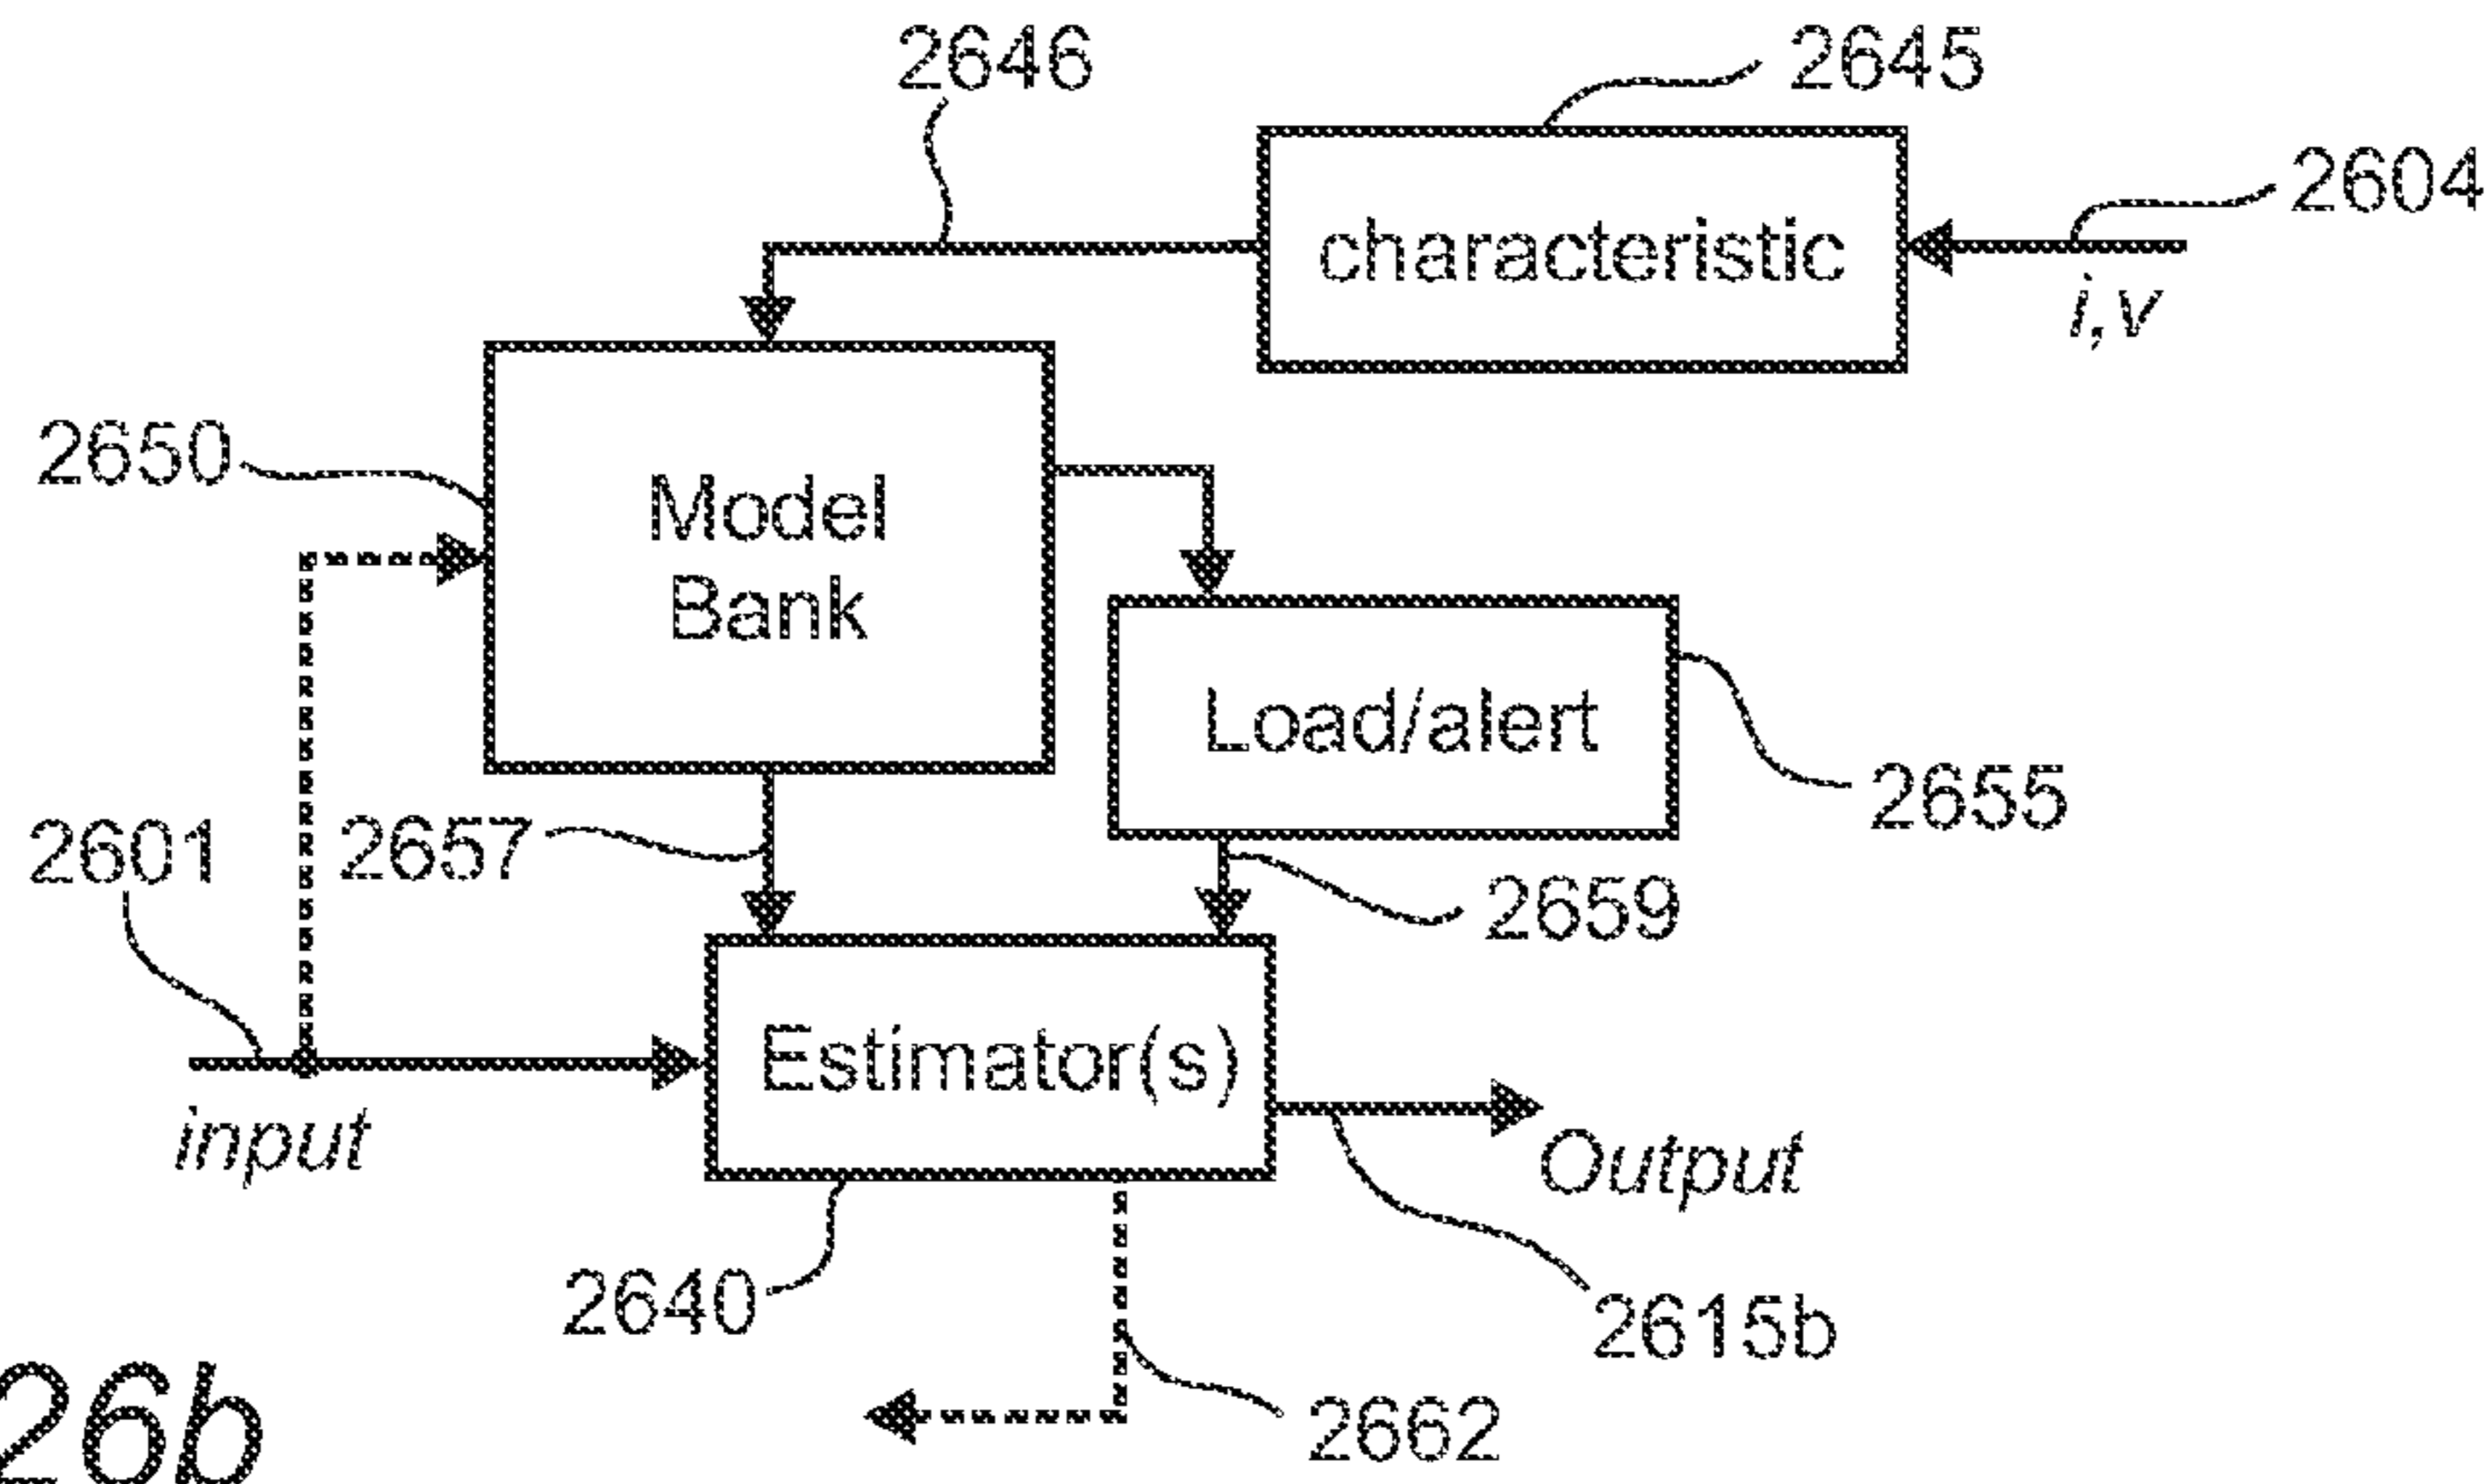 2646
2645
2604
characteristic
i,v
2650
Model
Bank
Load/alert
2655
2601
2657
2659
Estimator(s)
input
Output
2640
2615b
2662
26b